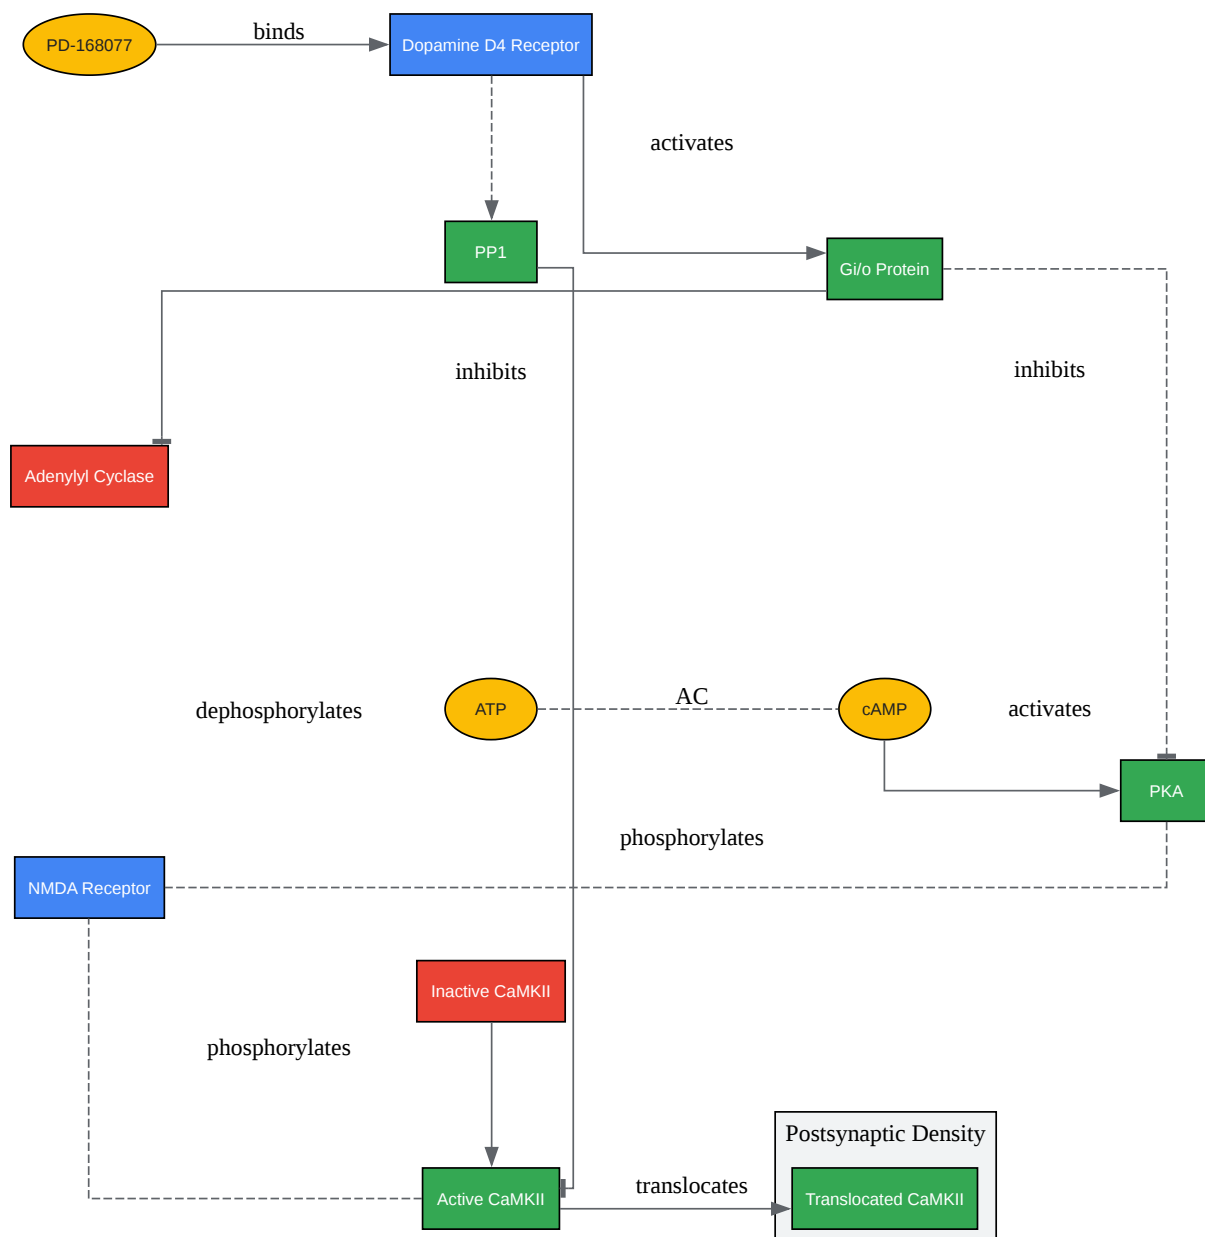 PD-168077
binds
Dopamine D4 Receptor
activates
PP1
Gi/o Protein
inhibits
inhibits
Adenylyl Cyclase
dephosphorylates
ATP
AC
cAMP
activates
PKA
phosphorylates
NMDA Receptor
Inactive CaMKII
phosphorylates
Postsynaptic Density
translocates
Active CaMKII
Translocated CaMKII